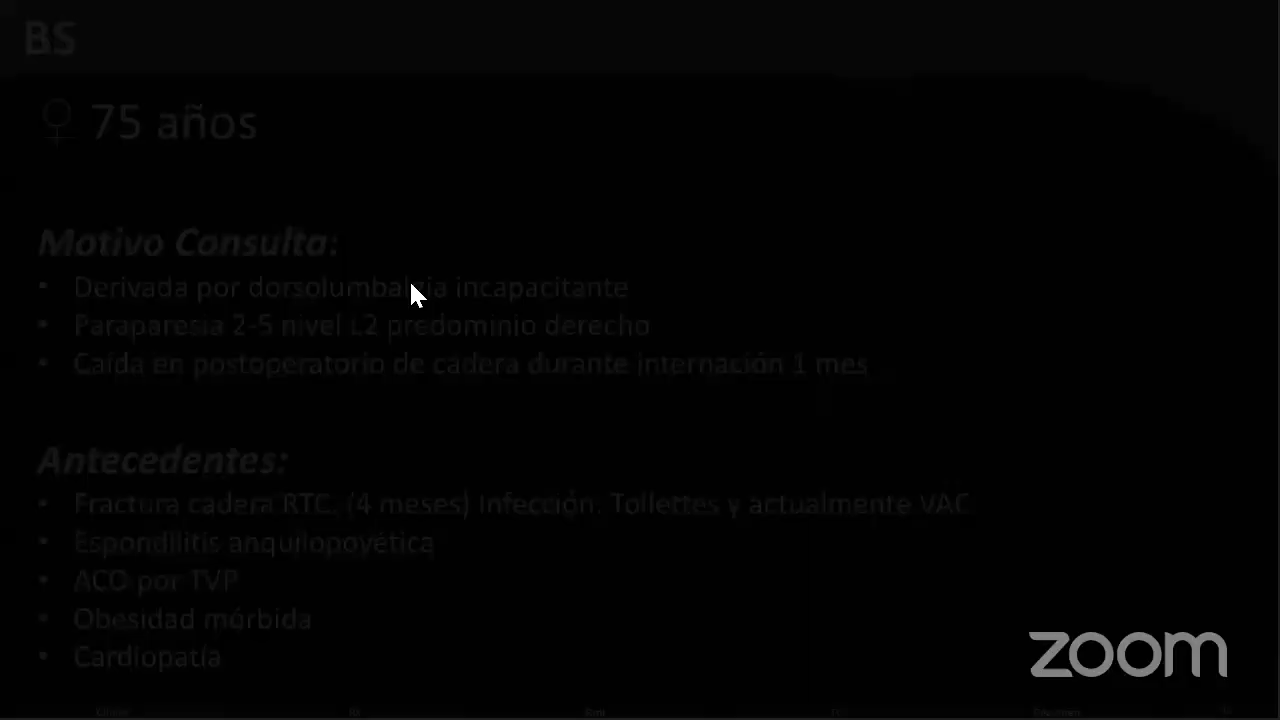 BS
♀ 75 años
Motivo Consulta:
• Derivada por dorsolumbalgia incapacitante
• Paraparesia 2-5 nivel L2 predominio derecho
• Caída en postoperatorio de cadera durante internación 1 mes
Antecedentes:
• Fractura cadera RTC. (4 meses) Infección. Tollettes y actualmente VAC
• Espondilitis anquilopoyética
• ACO por TVP
• Obesidad mórbida
• Cardiopatía
zoom